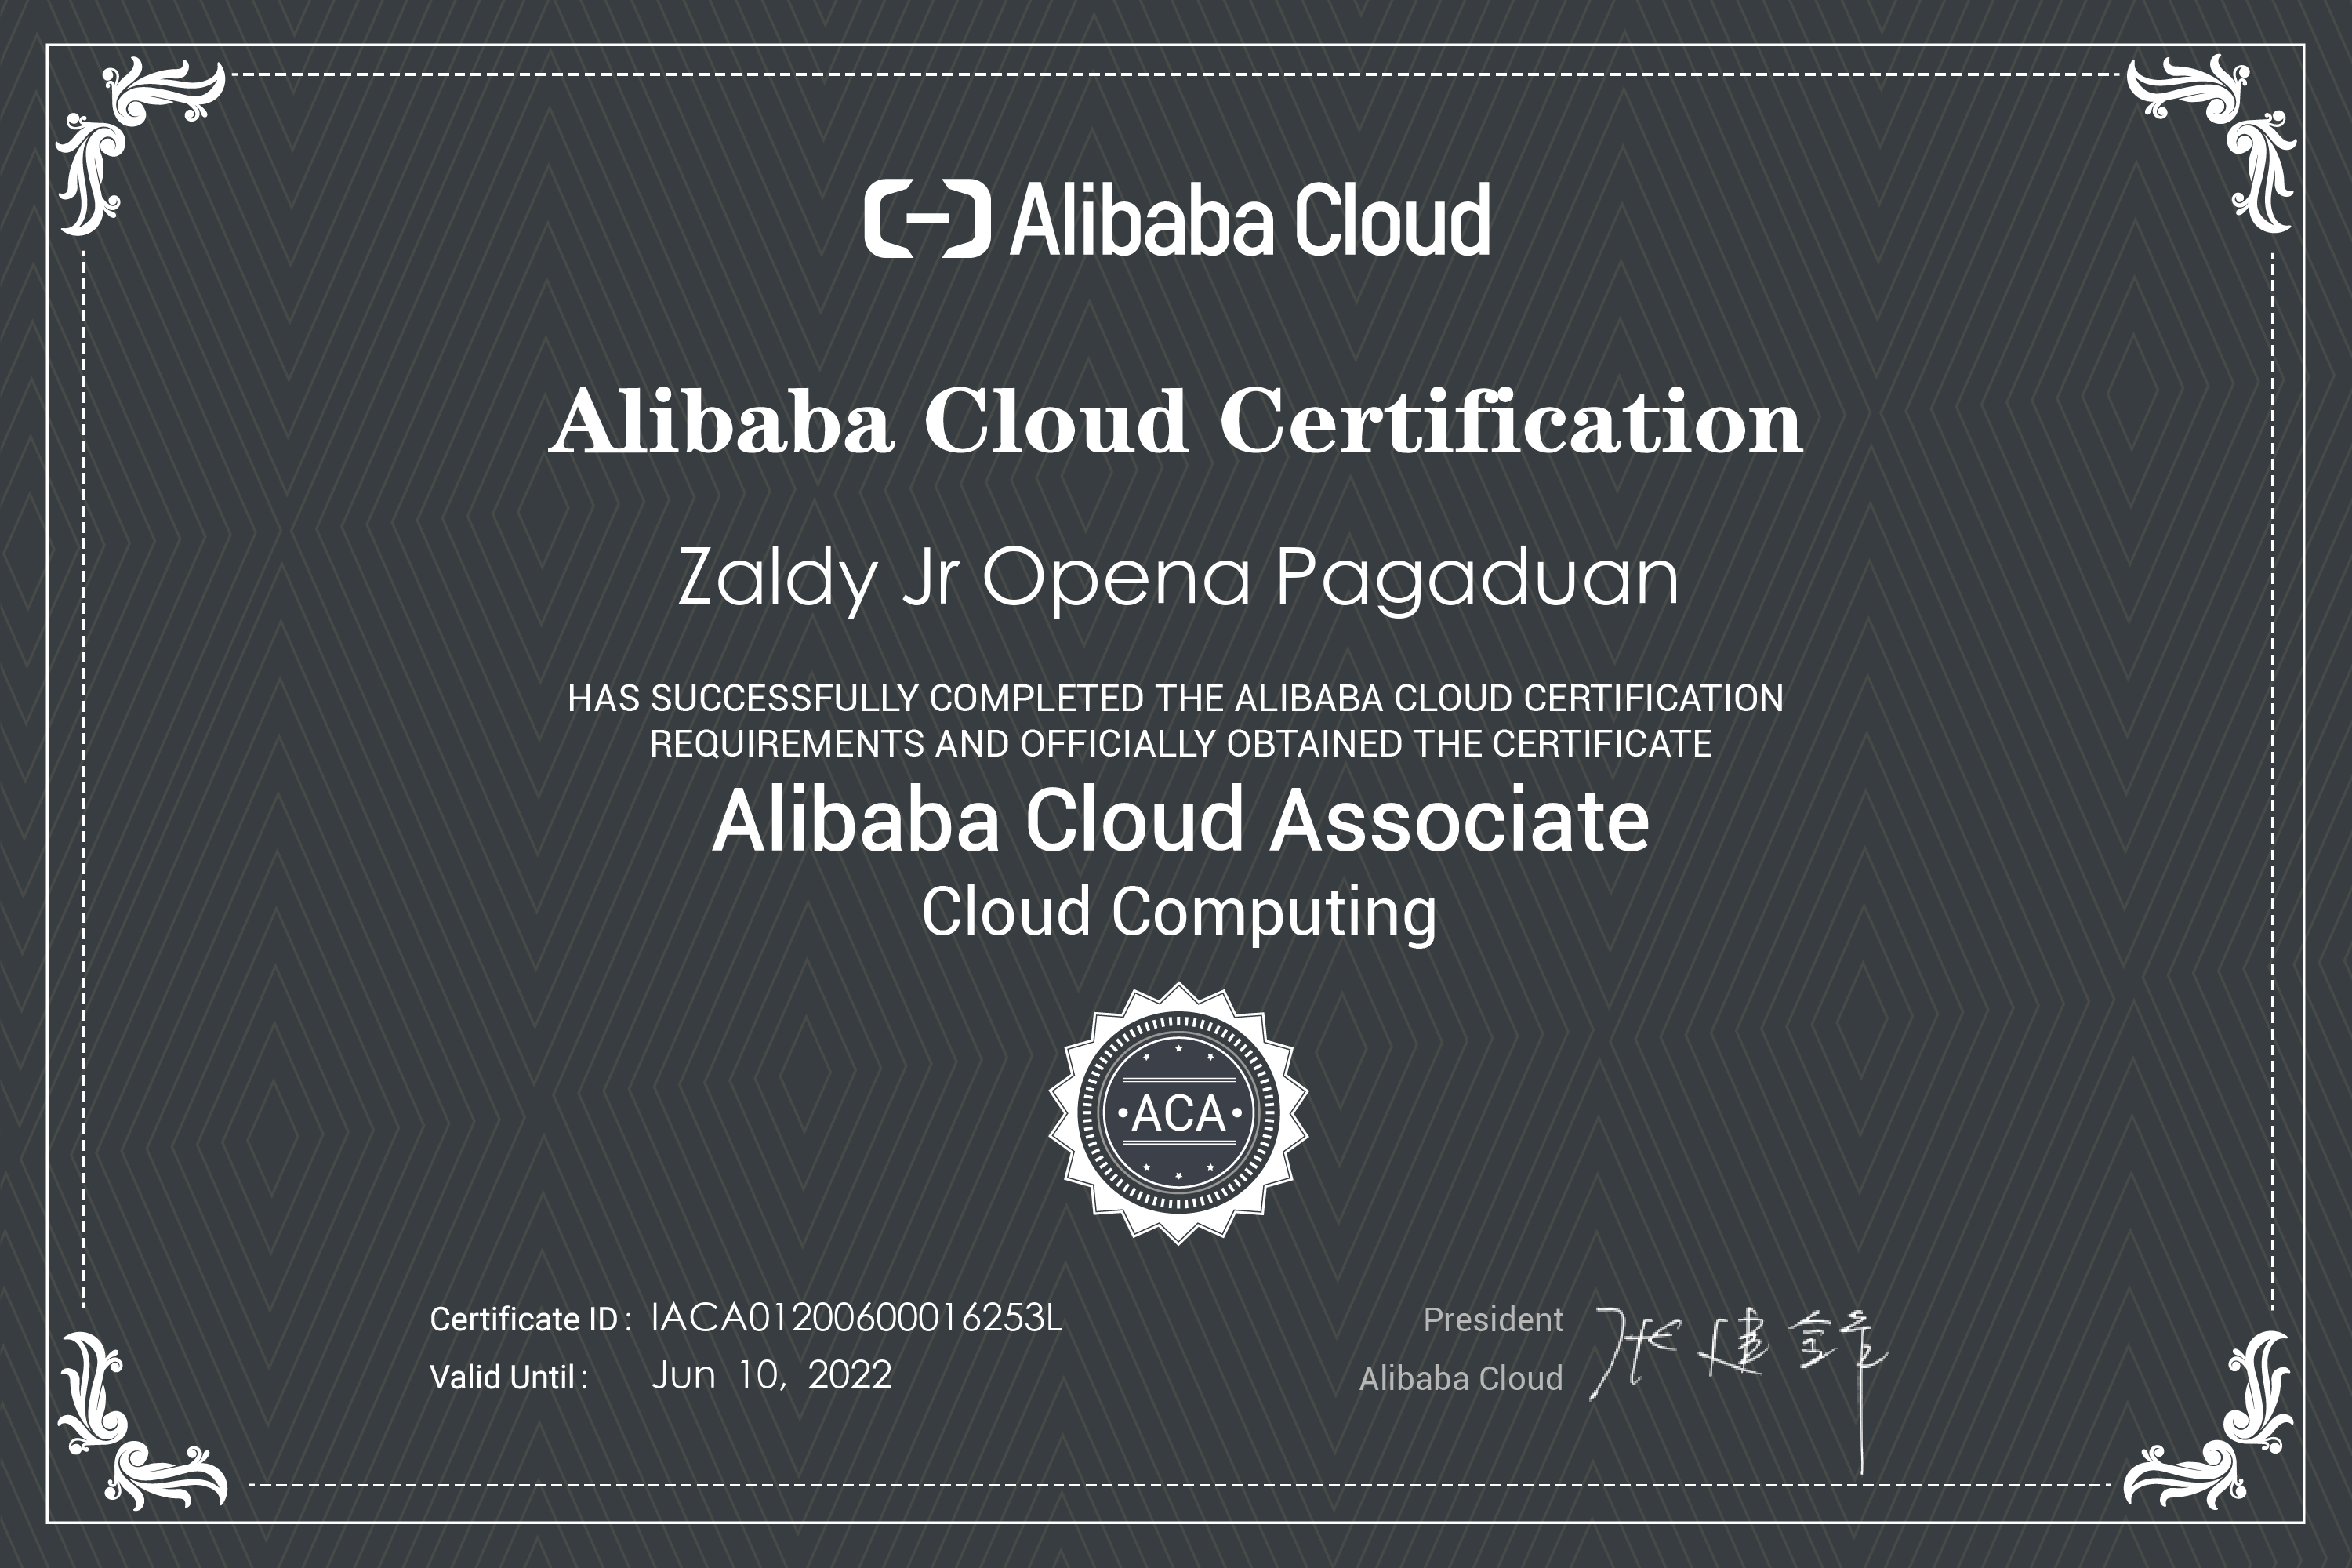 Alibaba Cloud
Alibaba Cloud Certification
Zaldy Jr Opena Pagaduan
HAS SUCCESSFULLY COMPLETED THE ALIBABA CLOUD CERTIFICATION
REQUIREMENTS AND OFFICIALLY OBTAINED THE CERTIFICATE
Alibaba Cloud Associate
Cloud Computing
•ACA•
Certificate ID : IACA01200600016253L
Valid Until : Jun 10, 2022
President
Alibaba Cloud
张建锋